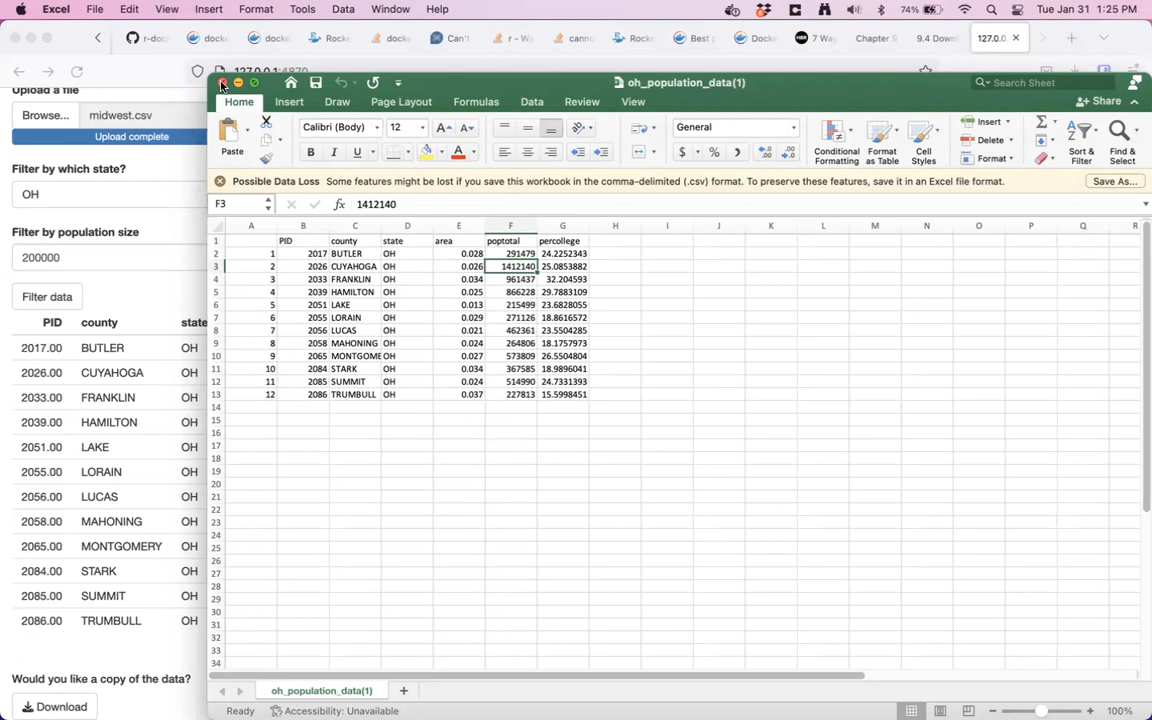 Excel File Edit View Insert Format Tools Data Window Help 74% Tue Jan 31 1:25 PM
r-doc docke docke Rocke docke Can't r - W canno Rocke Best p Docke HBR 7 Way Chapter 9.4 Down 127.0.0
127.0.0.1:4870
oh_population_data(1) Search Sheet
Home Insert Draw Page Layout Formulas Data Review View Share
Paste Calibri (Body) 12 A A General Conditional Formatting Format as Table Cell Styles Insert Delete Format Sort & Filter Find & Select
B I U A $ %
Possible Data Loss Some features might be lost if you save this workbook in the comma-delimited (.csv) format. To preserve these features, save it in an Excel file format. Save As...
F3 fx 1412140
A B C D E F G H I J K L M N O P Q R
1 PID county state area poptotal percollege
2 1 2017 BUTLER OH 0.028 291479 24.2252343
3 2 2026 CUYAHOGA OH 0.026 1412140 25.0853882
4 3 2033 FRANKLIN OH 0.034 961437 32.204593
5 4 2039 HAMILTON OH 0.025 866228 29.7883109
6 5 2051 LAKE OH 0.013 215499 23.6828055
7 6 2055 LORAIN OH 0.029 271126 18.8616572
8 7 2056 LUCAS OH 0.021 462361 23.5504285
9 8 2058 MAHONING OH 0.024 264806 18.1757973
10 9 2065 MONTGOME OH 0.027 573809 26.5504804
11 10 2084 STARK OH 0.034 367585 18.9896041
12 11 2085 SUMMIT OH 0.024 514990 24.7331393
13 12 2086 TRUMBULL OH 0.037 227813 15.5998451
14
15
16
17
18
19
20
21
22
23
24
25
26
27
28
29
30
31
32
33
34
oh_population_data(1)
Ready Accessibility: Unavailable 100%
Upload a file
Browse... midwest.csv
Upload complete
Filter by which state?
OH
Filter by population size
200000
Filter data
PID county state
2017.00 BUTLER OH
2026.00 CUYAHOGA OH
2033.00 FRANKLIN OH
2039.00 HAMILTON OH
2051.00 LAKE OH
2055.00 LORAIN OH
2056.00 LUCAS OH
2058.00 MAHONING OH
2065.00 MONTGOMERY OH
2084.00 STARK OH
2085.00 SUMMIT OH
2086.00 TRUMBULL OH
Would you like a copy of the data?
Download